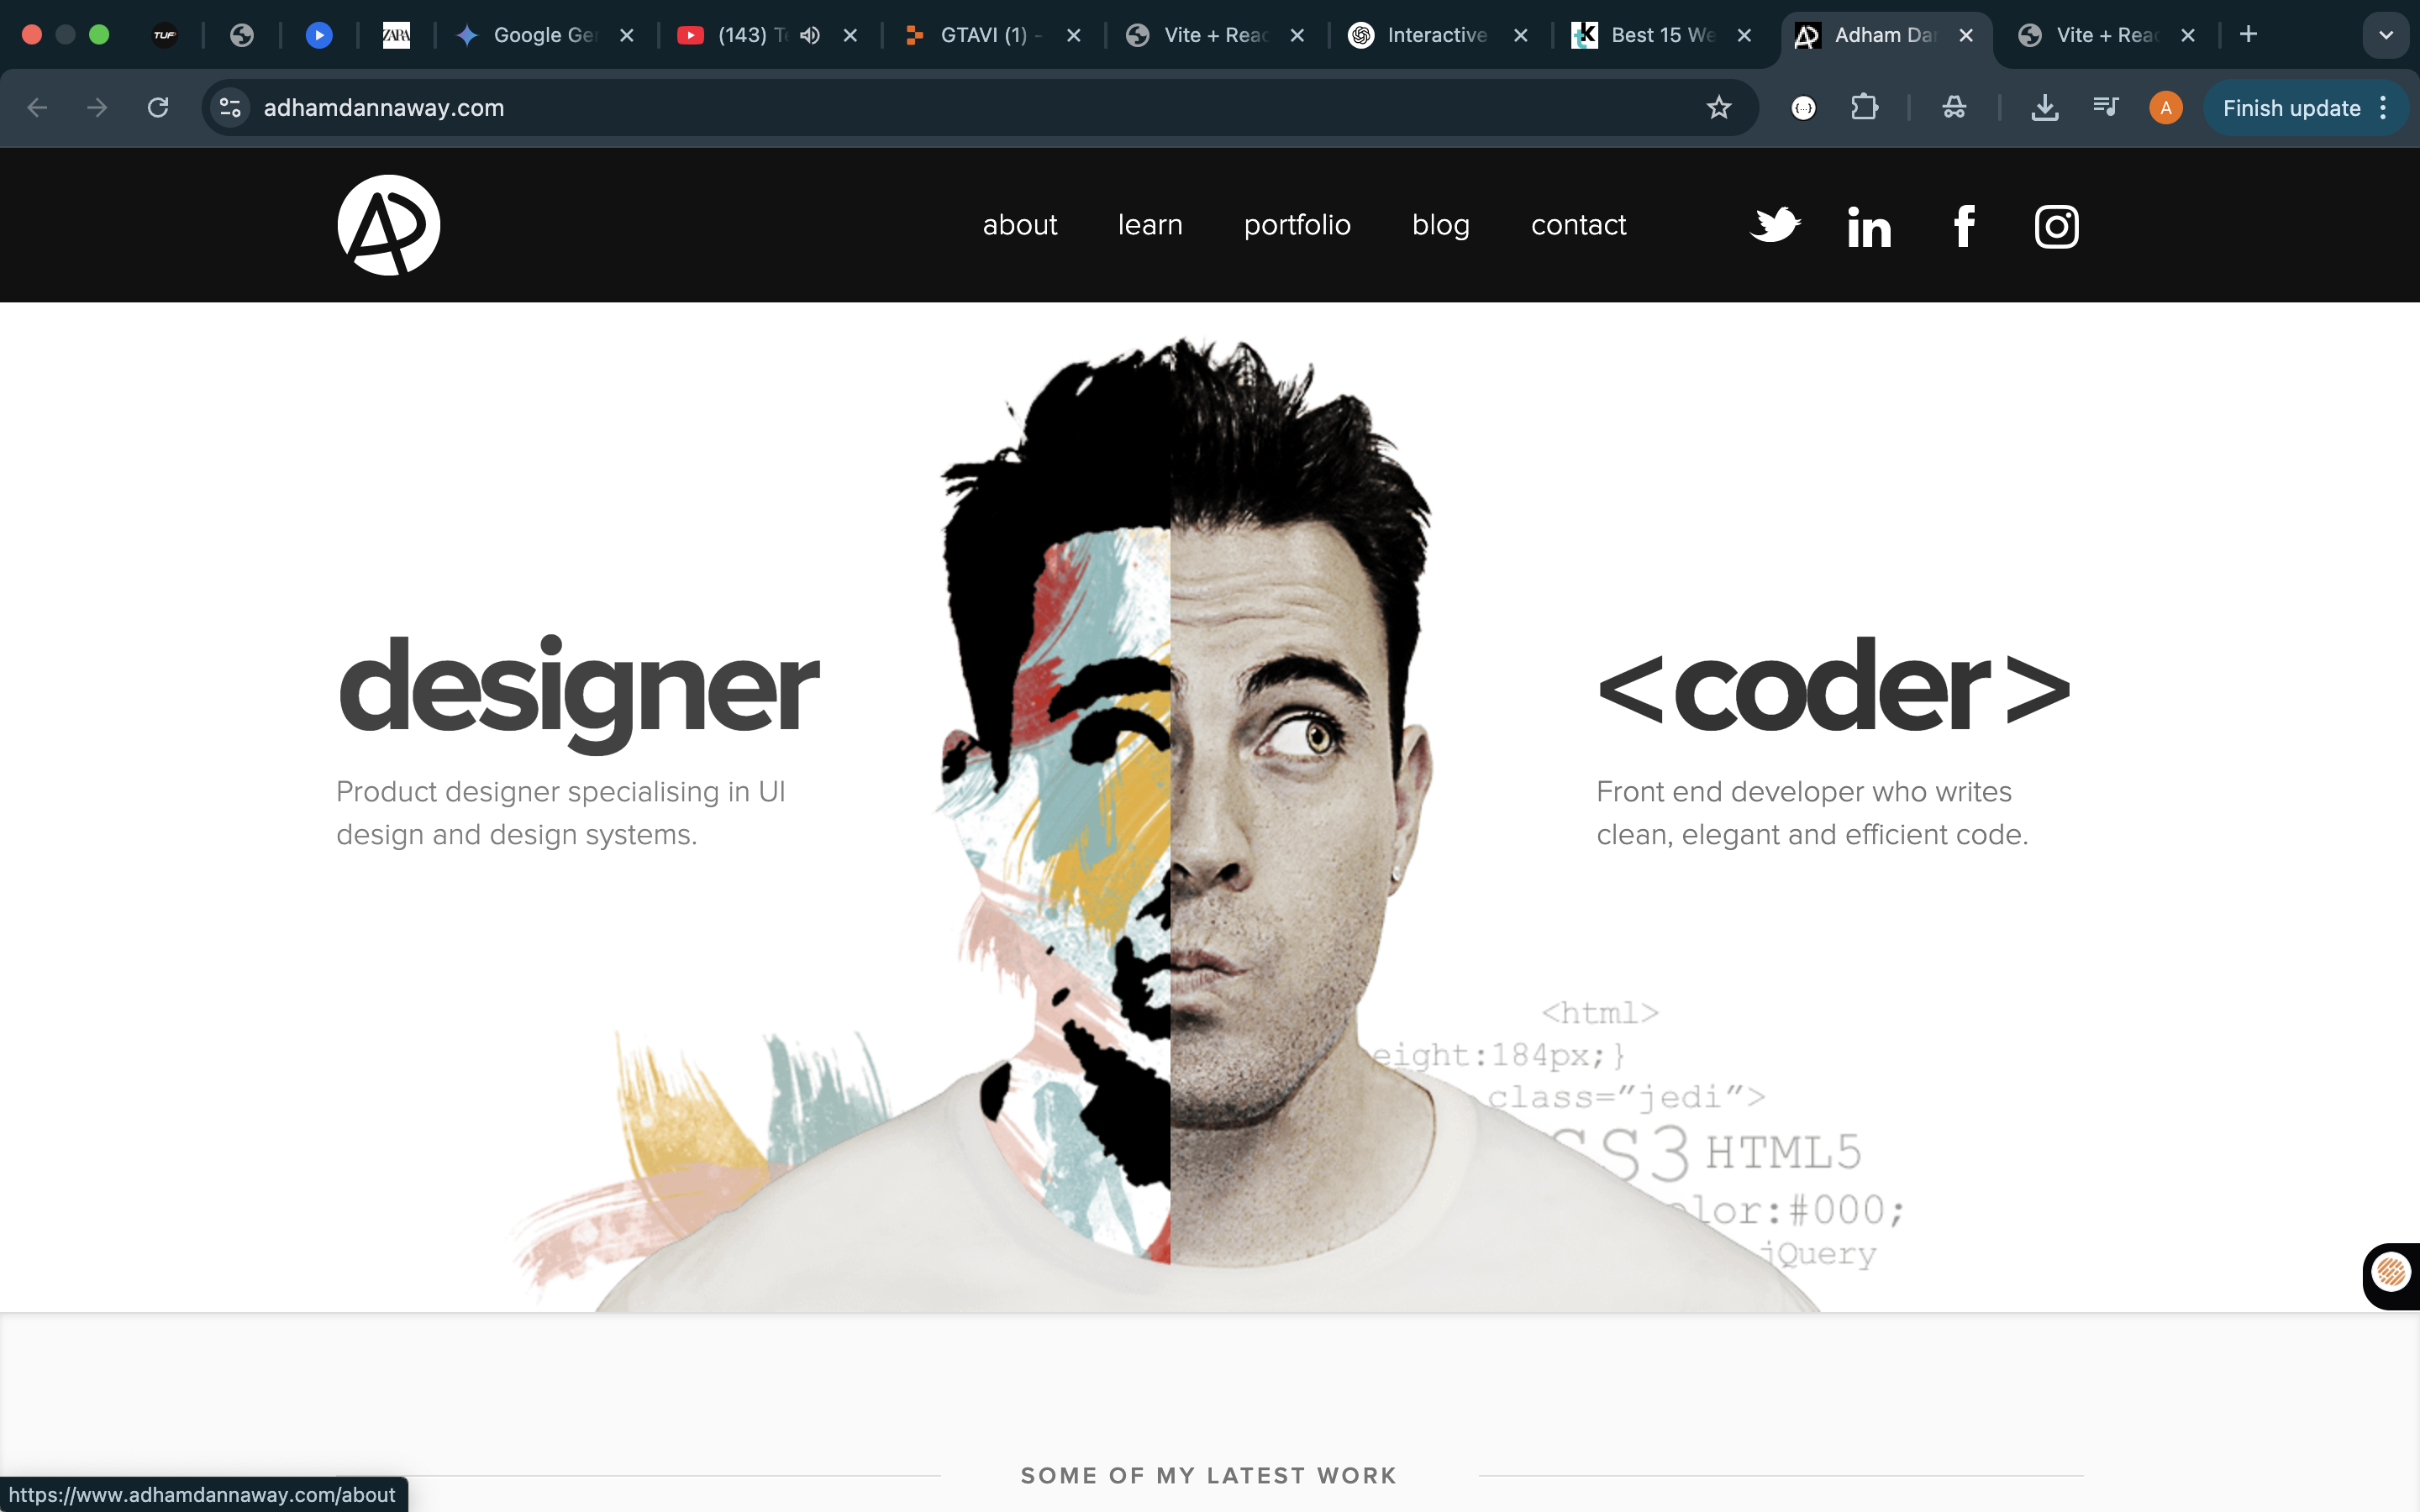 TUF
ZARA
Google Ge
(143) T
GTAVI (1) -
Vite + Reac
Interactive
Best 15 We
Adham Da
Vite + Reac
adhamdannaway.com
A
Finish update
about
learn
portfolio
blog
contact
designer
Product designer specialising in UI
design and design systems.
<coder>
Front end developer who writes
clean, elegant and efficient code.
<html>
eight:184px;}
class=”jedi”>
SS3 HTML5
olor:#000;
jQuery
SOME OF MY LATEST WORK
https://www.adhamdannaway.com/about